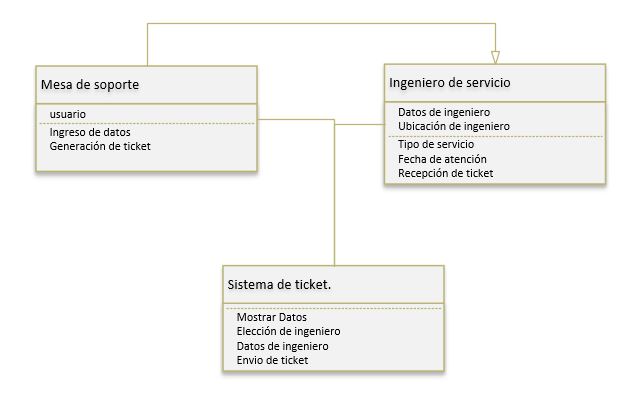 Mesa de soporte
usuario
Ingreso de datos
Generación de ticket
Ingeniero de servicio
Datos de ingeniero
Ubicación de ingeniero
Tipo de servicio
Fecha de atención
Recepción de ticket
Sistema de ticket.
Mostrar Datos
Elección de ingeniero
Datos de ingeniero
Envio de ticket